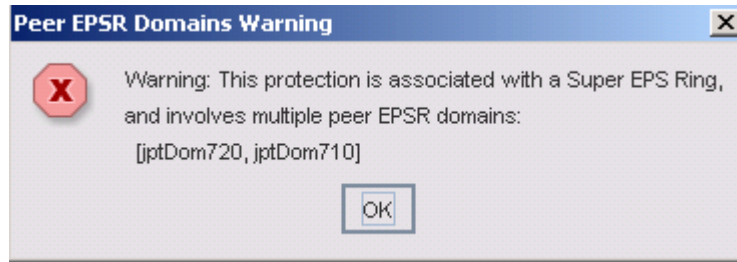 Peer EPSR Domains Warning
Warning: This protection is associated with a Super EPS Ring,
and involves multiple peer EPSR domains:
[jptDom720, jptDom710]
OK